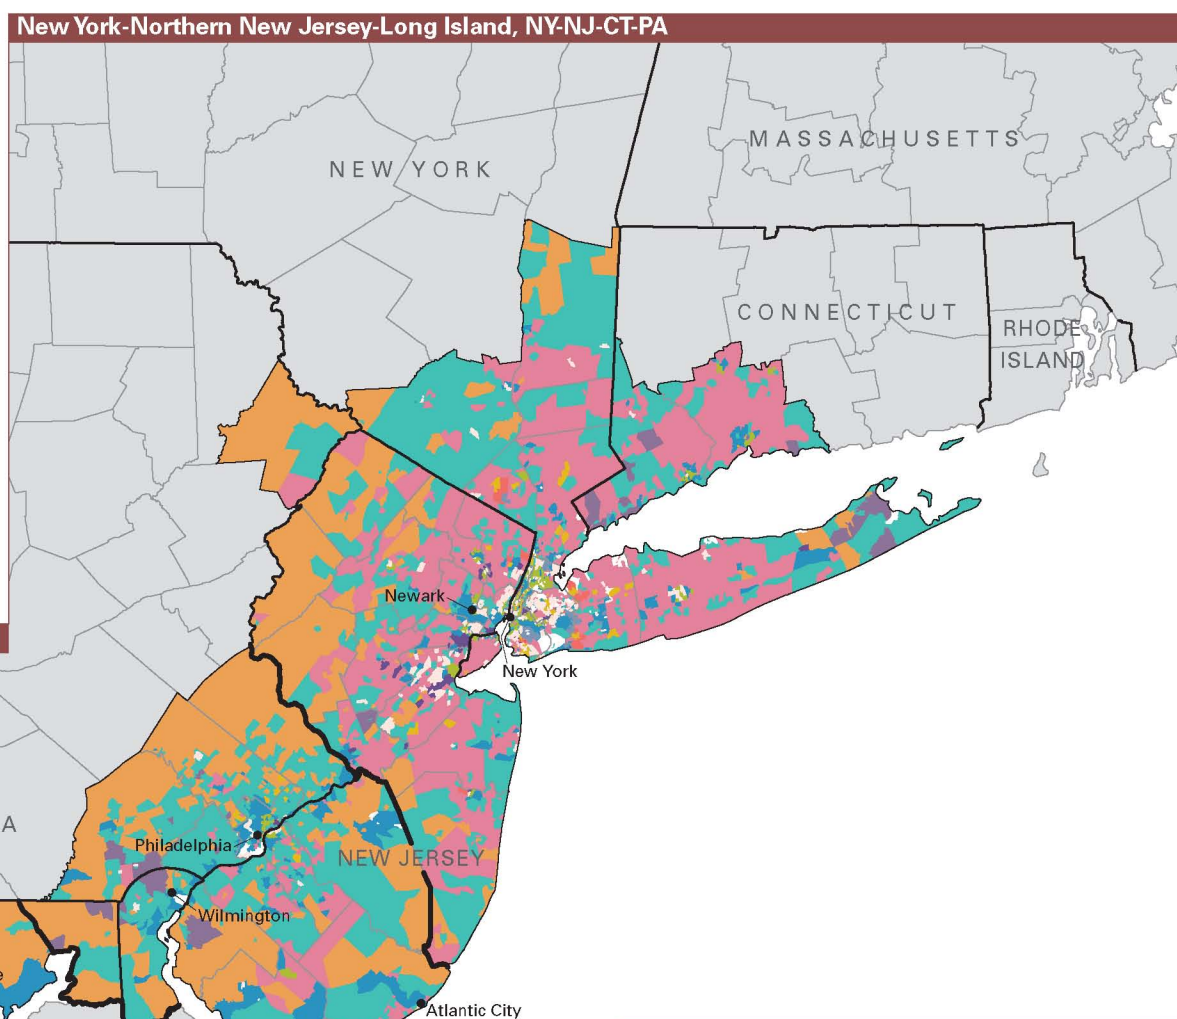 New York-Northern New Jersey-Long Island, NY-NJ-CT-PA
MASSACHUSETTS
NEW YORK
CONNECTICUT
RHODE
ISLAND
Newark
New York
A
Philadelphia
NEW JERSEY
Wilmington
e
Atlantic City